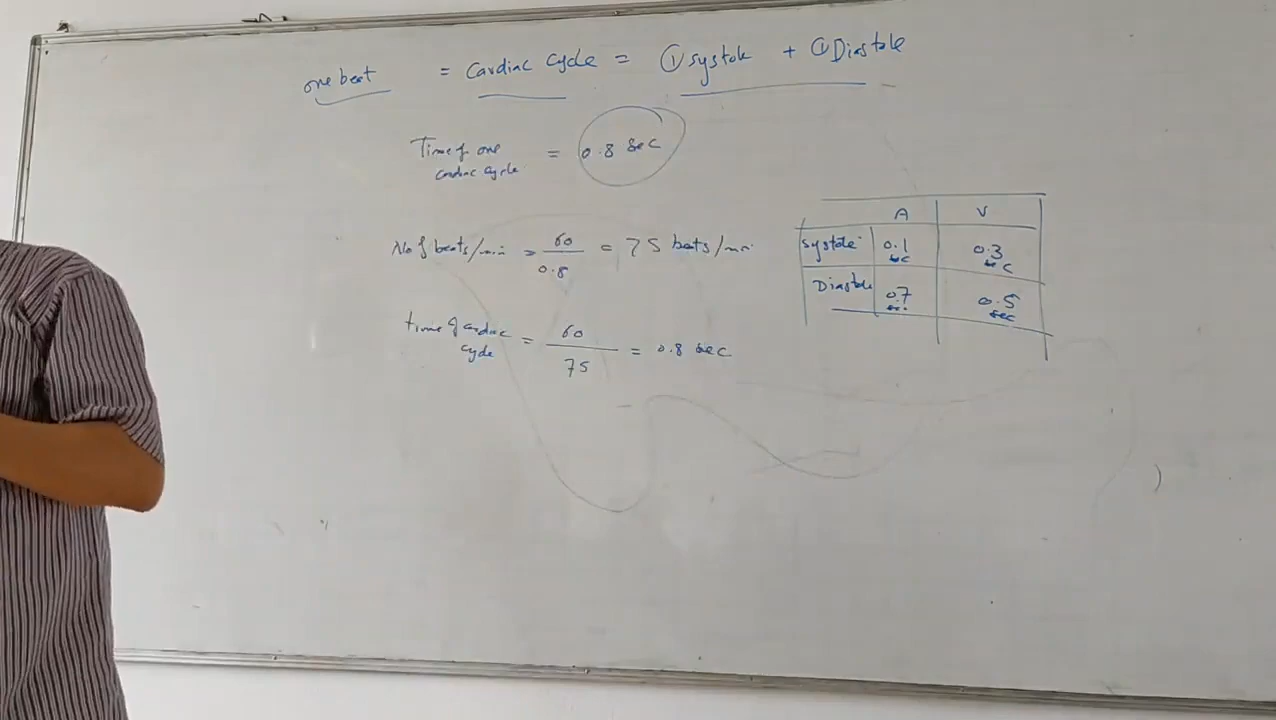 one beat = Cardiac cycle = ① systole + ① Diastole
Time of one
cardiac cycle = 0.8 sec
No of beats/min = 60
0.8 = 75 beats/min
time of cardiac
cycle = 60
75 = 0.8 sec
A V
systole 0.1 sec 0.3 sec
Diastole 0.7 sec 0.5 sec